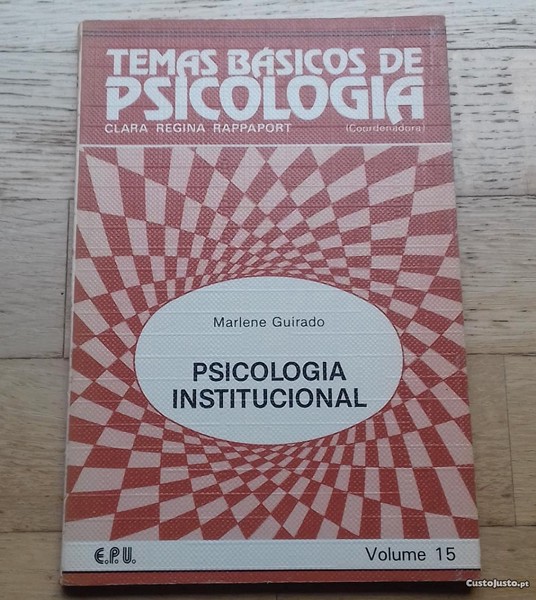 TEMAS BÁSICOS DE
PSICOLOGIA
CLARA REGINA RAPPAPORT (Coordenadora)
Marlene Guirado
PSICOLOGIA
INSTITUCIONAL
E.P.U. Volume 15
CustoJusto.pt